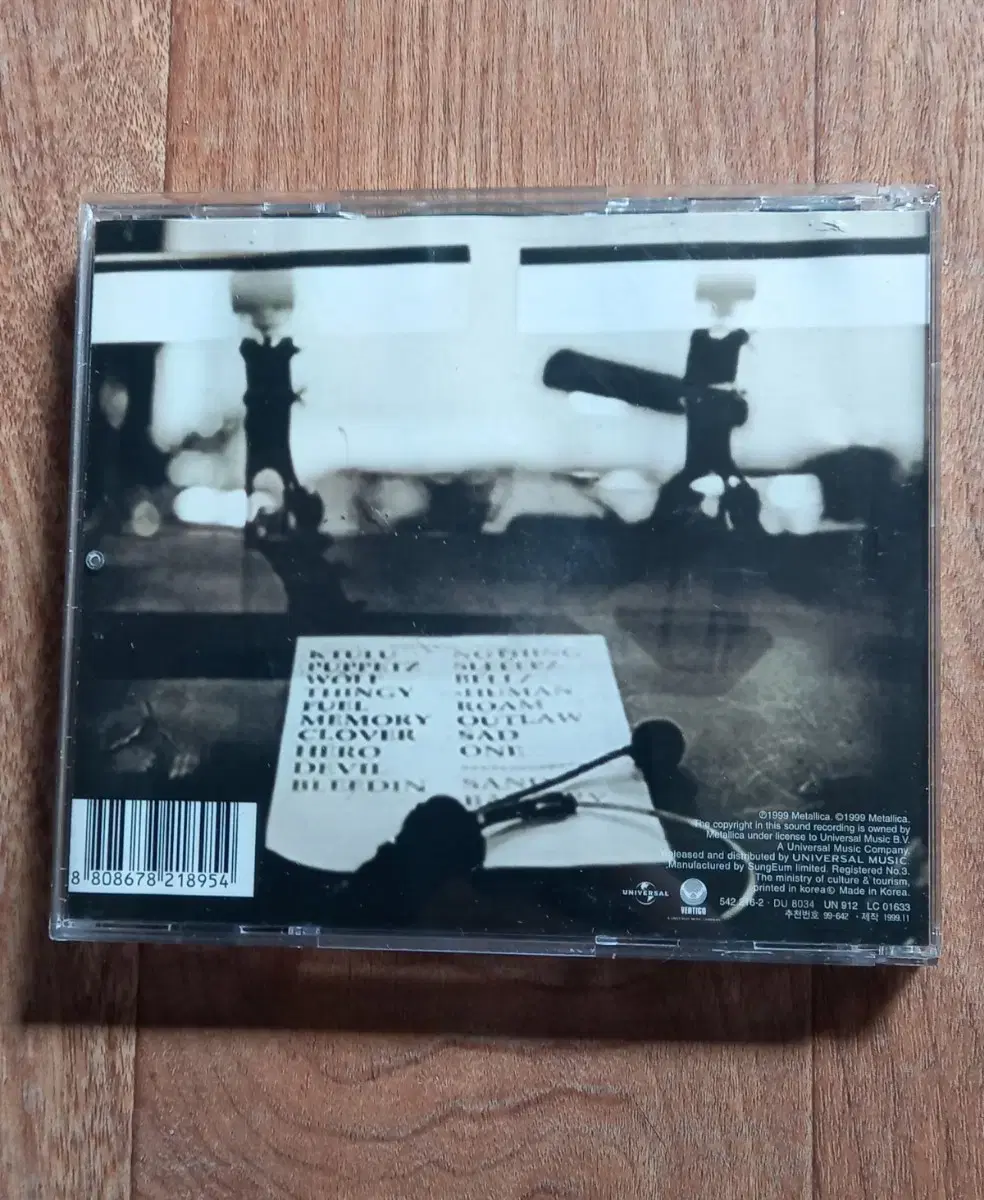 KTULU
PUPPETZ
WOLF
THINGY
FUEL
MEMORY
CLOVER
HERO
DEVIL
BLEEDIN
NOTHING
SLEEPZ
BELLZ
-HUMAN
ROAM
OUTLAW
SAD
ONE
8 808678 218954
℗1999 Metallica. ©1999 Metallica.
The copyright in this sound recording is owned by
Metallica under license to Universal Music B.V.
A Universal Music Company.
Released and distributed by UNIVERSAL MUSIC.
Manufactured by SungEum limited. Registered No.3.
The ministry of culture & tourism,
printed in korea© Made in Korea.
UNIVERSAL
VERTIGO
542 216-2 · DU 8034 UN 912 LC 01633
추천번호 99-642 · 제작 1999.11